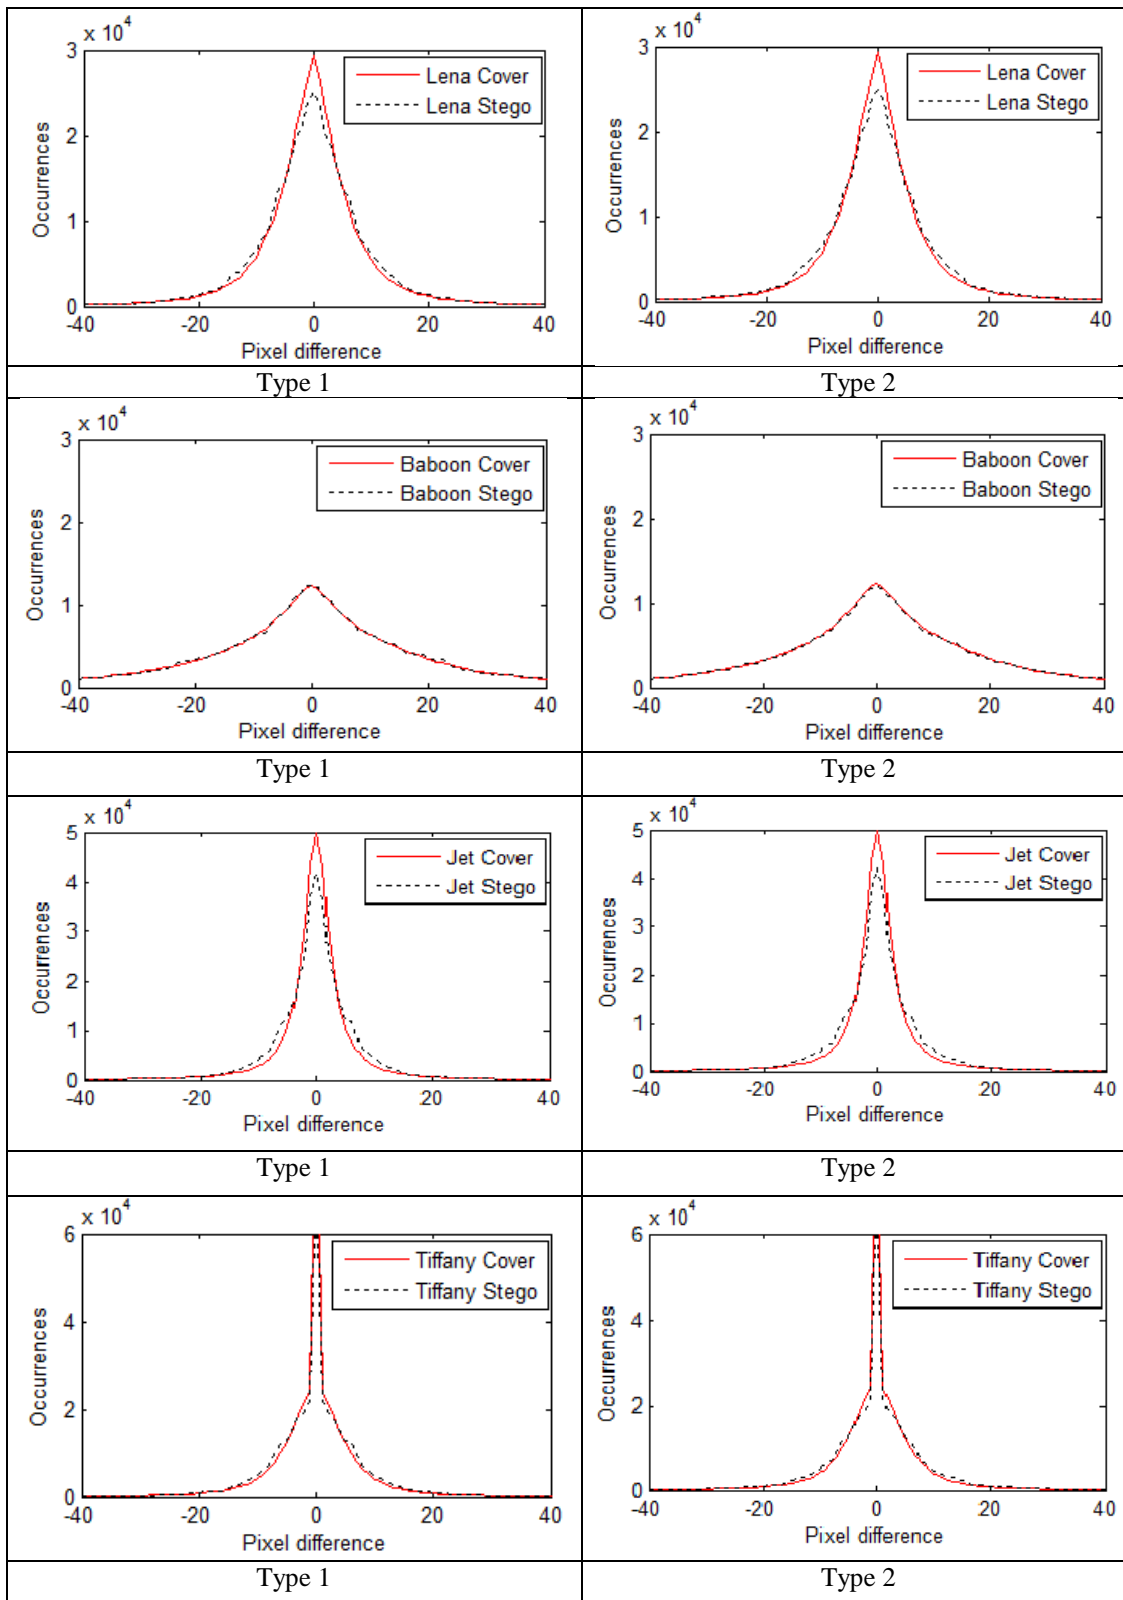 x 10^4
3
Lena Cover
Lena Stego
2
Occurrences
1
0
-40 -20 0 20 40
Pixel difference
Type 1
x 10^4
3
Lena Cover
Lena Stego
2
Occurrences
1
0
-40 -20 0 20 40
Pixel difference
Type 2
x 10^4
3
Baboon Cover
Baboon Stego
2
Occurrences
1
0
-40 -20 0 20 40
Pixel difference
Type 1
x 10^4
3
Baboon Cover
Baboon Stego
2
Occurrences
1
0
-40 -20 0 20 40
Pixel difference
Type 2
x 10^4
5
Jet Cover
Jet Stego
4
3
Occurrences
2
1
0
-40 -20 0 20 40
Pixel difference
Type 1
x 10^4
5
Jet Cover
Jet Stego
4
3
Occurrences
2
1
0
-40 -20 0 20 40
Pixel difference
Type 2
x 10^4
6
Tiffany Cover
Tiffany Stego
4
Occurrences
2
0
-40 -20 0 20 40
Pixel difference
Type 1
x 10^4
6
Tiffany Cover
Tiffany Stego
4
Occurrences
2
0
-40 -20 0 20 40
Pixel difference
Type 2